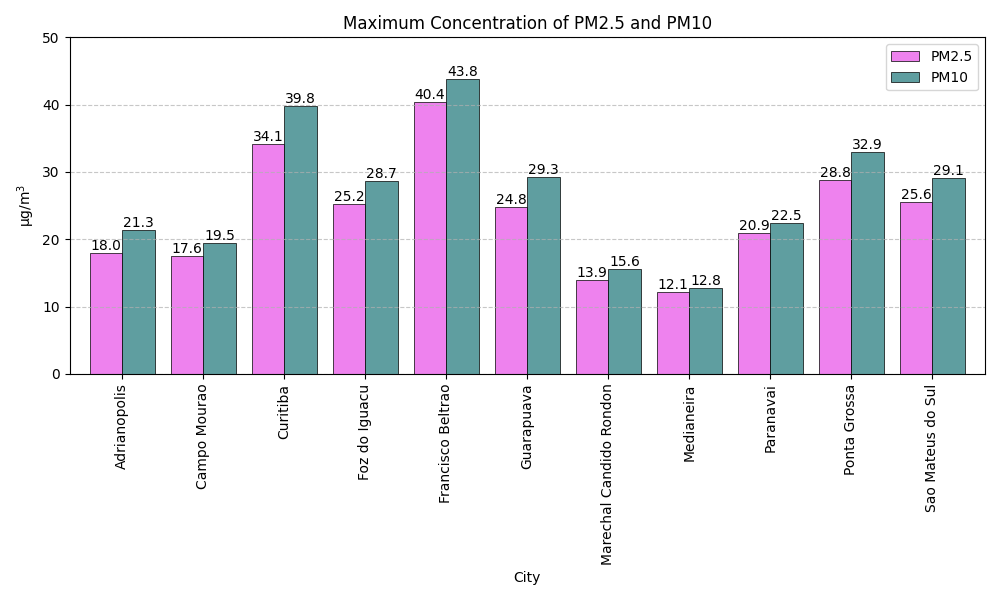 Maximum Concentration of PM2.5 and PM10
PM2.5
PM10
µg/m³
50
40
30
20
10
0
18.0 21.3 17.6 19.5 34.1 39.8 25.2 28.7 40.4 43.8 24.8 29.3 13.9 15.6 12.1 12.8 20.9 22.5 28.8 32.9 25.6 29.1
Adrianopolis
Campo Mourao
Curitiba
Foz do Iguacu
Francisco Beltrao
Guarapuava
Marechal Candido Rondon
Medianeira
Paranavai
Ponta Grossa
Sao Mateus do Sul
City